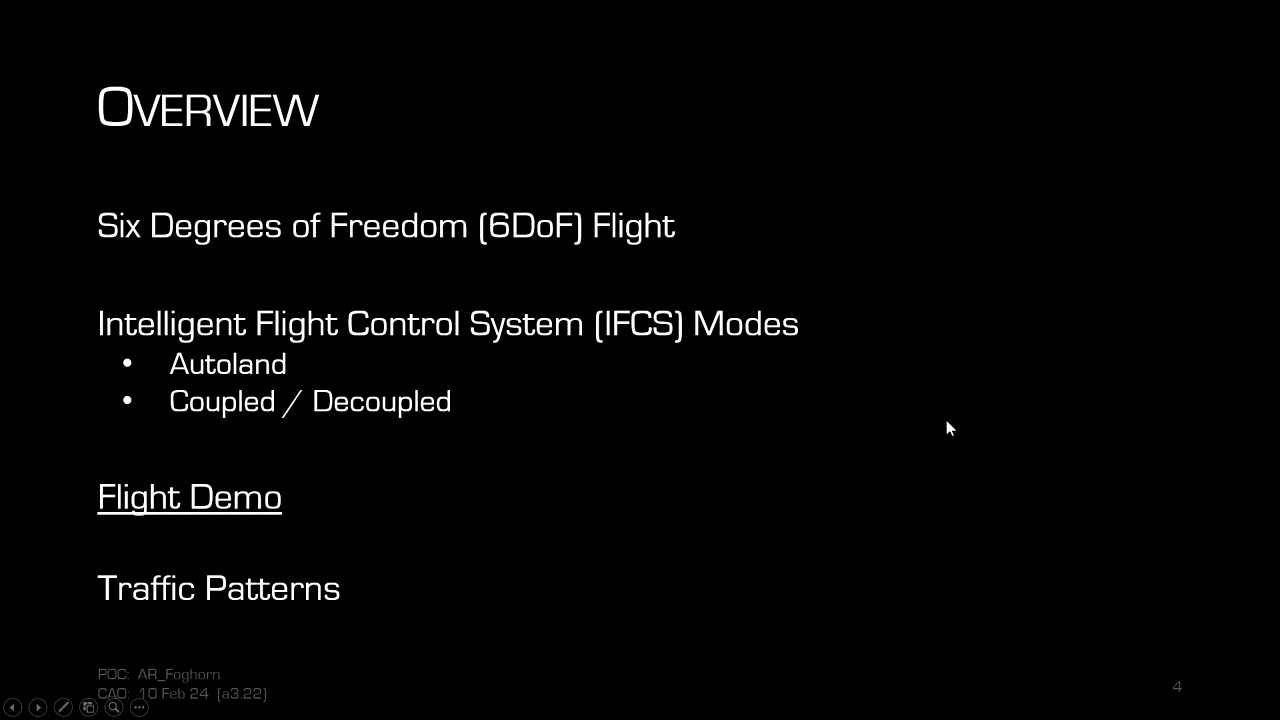 OVERVIEW
Six Degrees of Freedom (6DoF) Flight
Intelligent Flight Control System (IFCS) Modes
• Autoland
• Coupled / Decoupled
Flight Demo
Traffic Patterns
POC: AR_Foghorn
CAO: 10 Feb 24 (a3.22)
4